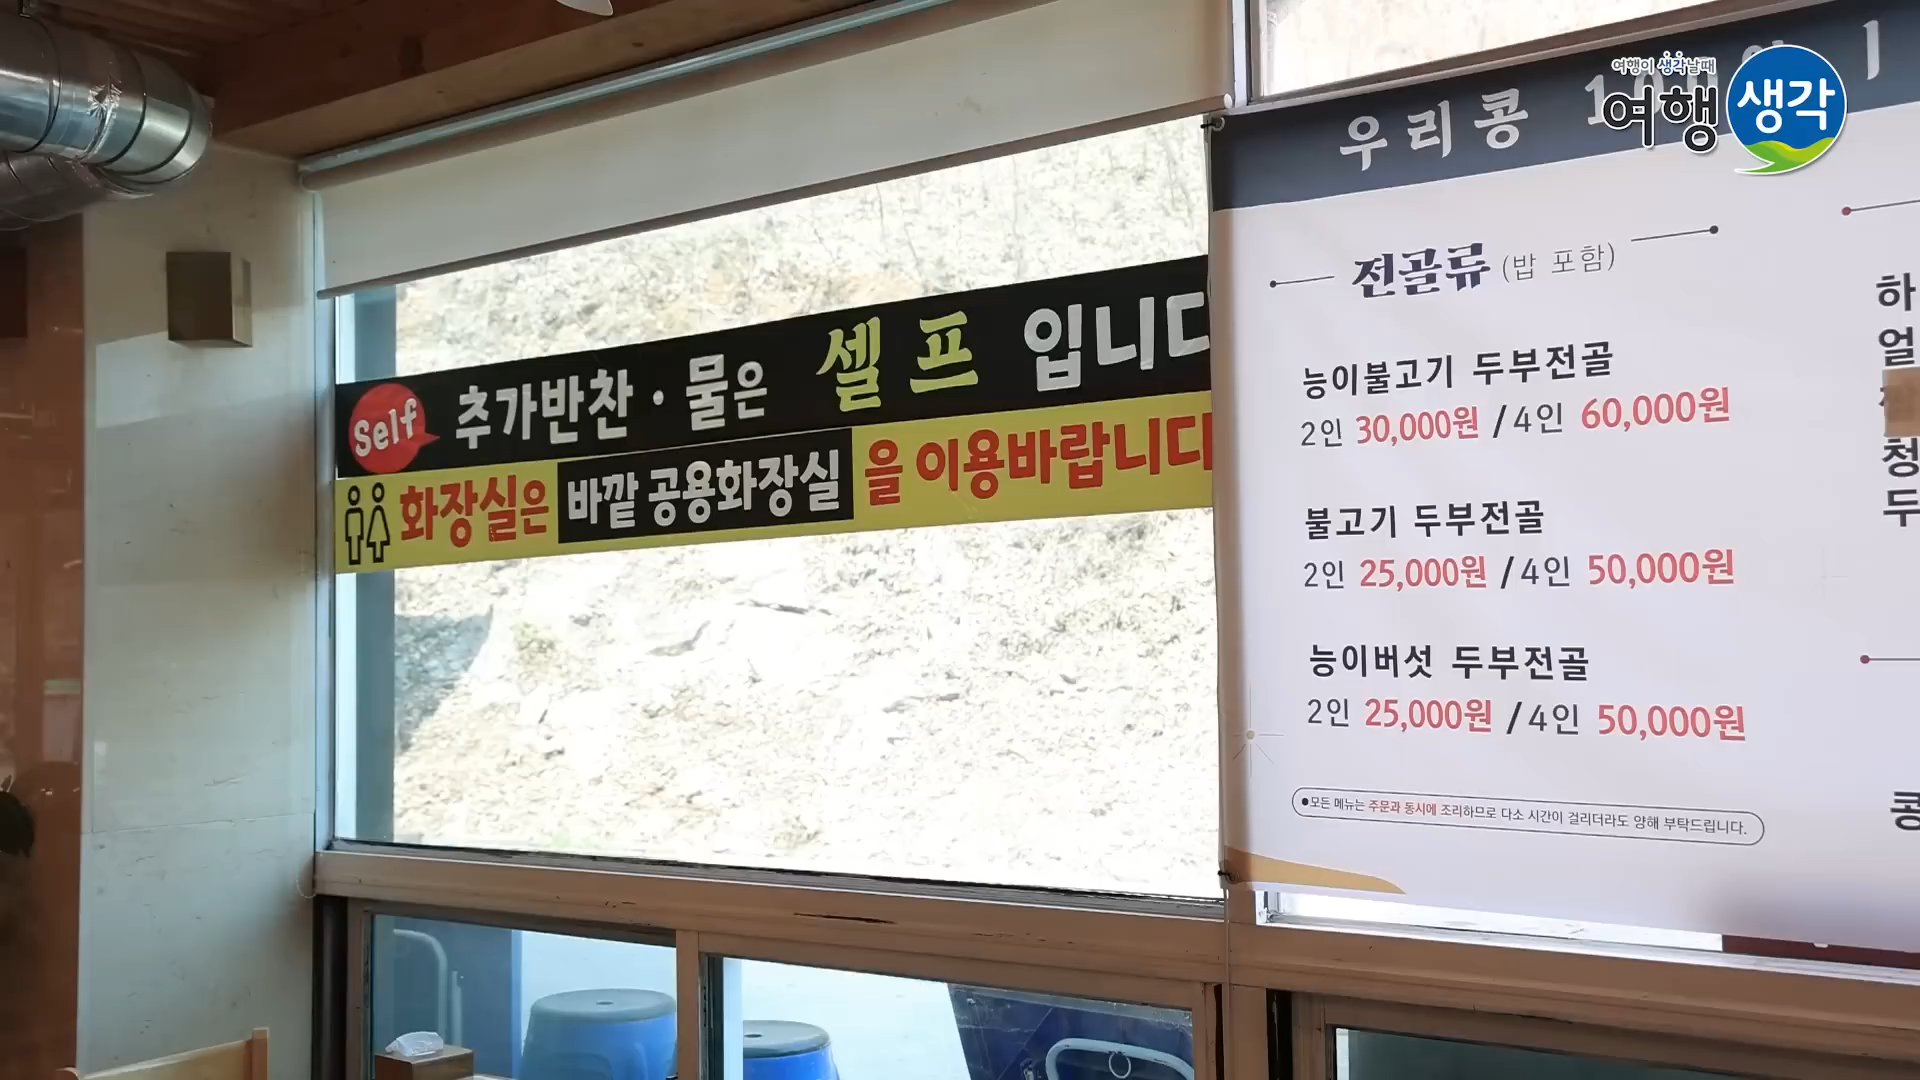 여행이 생각날때
여행 생각
우리콩
Self 추가반찬 · 물은 셀프 입니다
화장실은 바깥 공용화장실 을 이용바랍니다
전골류 (밥 포함)
능이불고기 두부전골
2인 30,000원 / 4인 60,000원
불고기 두부전골
2인 25,000원 / 4인 50,000원
능이버섯 두부전골
2인 25,000원 / 4인 50,000원
●모든 메뉴는 주문과 동시에 조리하므로 다소 시간이 걸리더라도 양해 부탁드립니다.
하
얼
청
두
콩